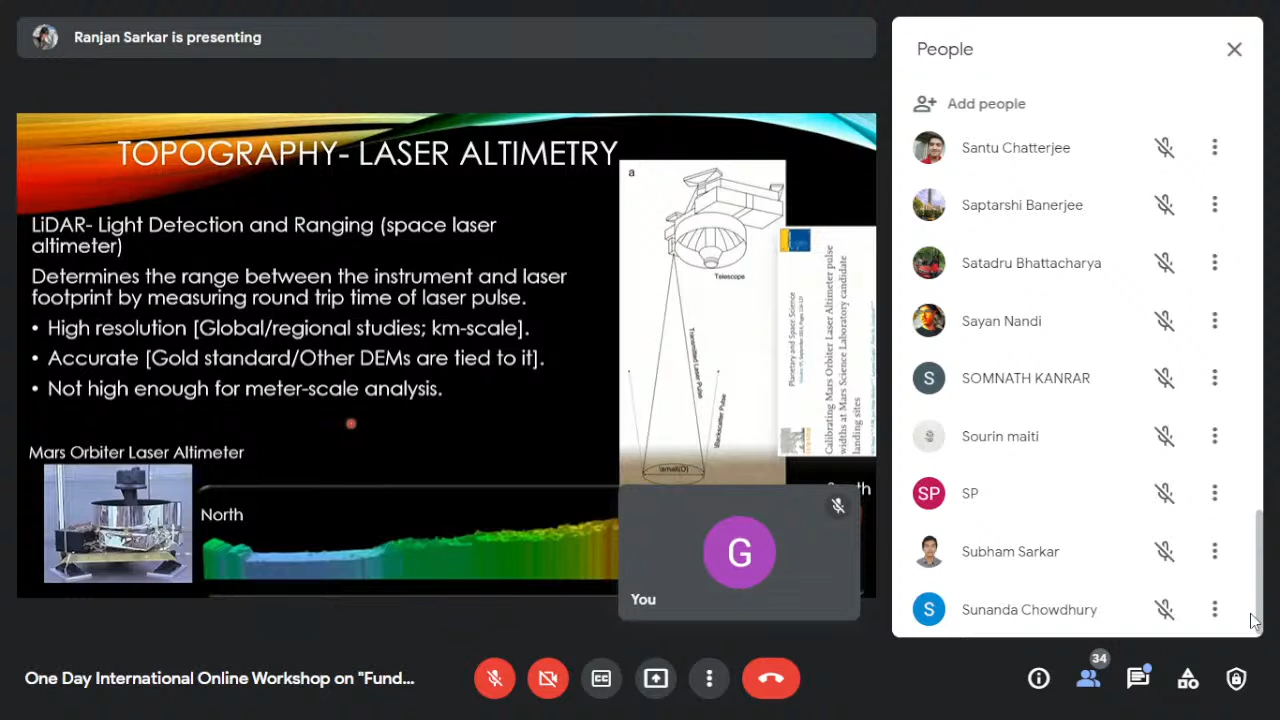 Ranjan Sarkar is presenting
TOPOGRAPHY- LASER ALTIMETRY
LiDAR- Light Detection and Ranging (space laser
altimeter)
Determines the range between the instrument and laser
footprint by measuring round trip time of laser pulse.
• High resolution [Global/regional studies; km-scale].
• Accurate [Gold standard/Other DEMs are tied to it].
• Not high enough for meter-scale analysis.
Mars Orbiter Laser Altimeter
North
a
Telescope
Transmitted Laser Pulse
Backscatter Pulse
Planetary and Space Science
Calibrating Mars Orbiter Laser Altimeter pulse
widths at Mars Science Laboratory candidate
landing sites
th
G
You
People
Add people
Santu Chatterjee
Saptarshi Banerjee
Satadru Bhattacharya
Sayan Nandi
S
SOMNATH KANRAR
Sourin maiti
SP
SP
Subham Sarkar
S
Sunanda Chowdhury
One Day International Online Workshop on "Fund...
CC
34